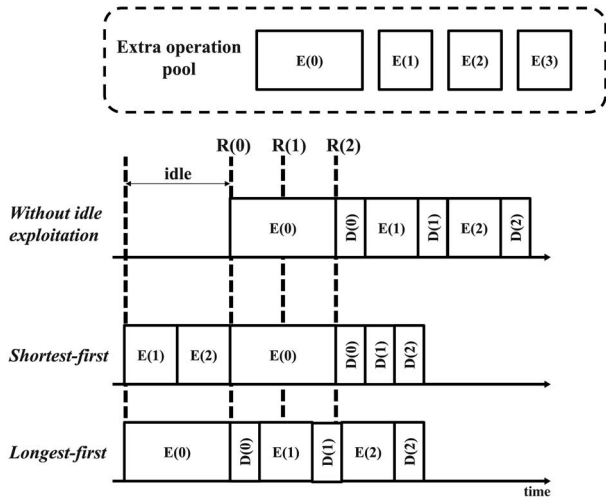 Extra operation
pool
E(0) E(1) E(2) E(3)
R(0) R(1) R(2)
idle
Without idle
exploitation
E(0) D(0) E(1) D(1) E(2) D(2)
Shortest-first
E(1) E(2) E(0) D(0) D(1) D(2)
Longest-first
E(0) D(0) E(1) D(1) E(2) D(2)
time